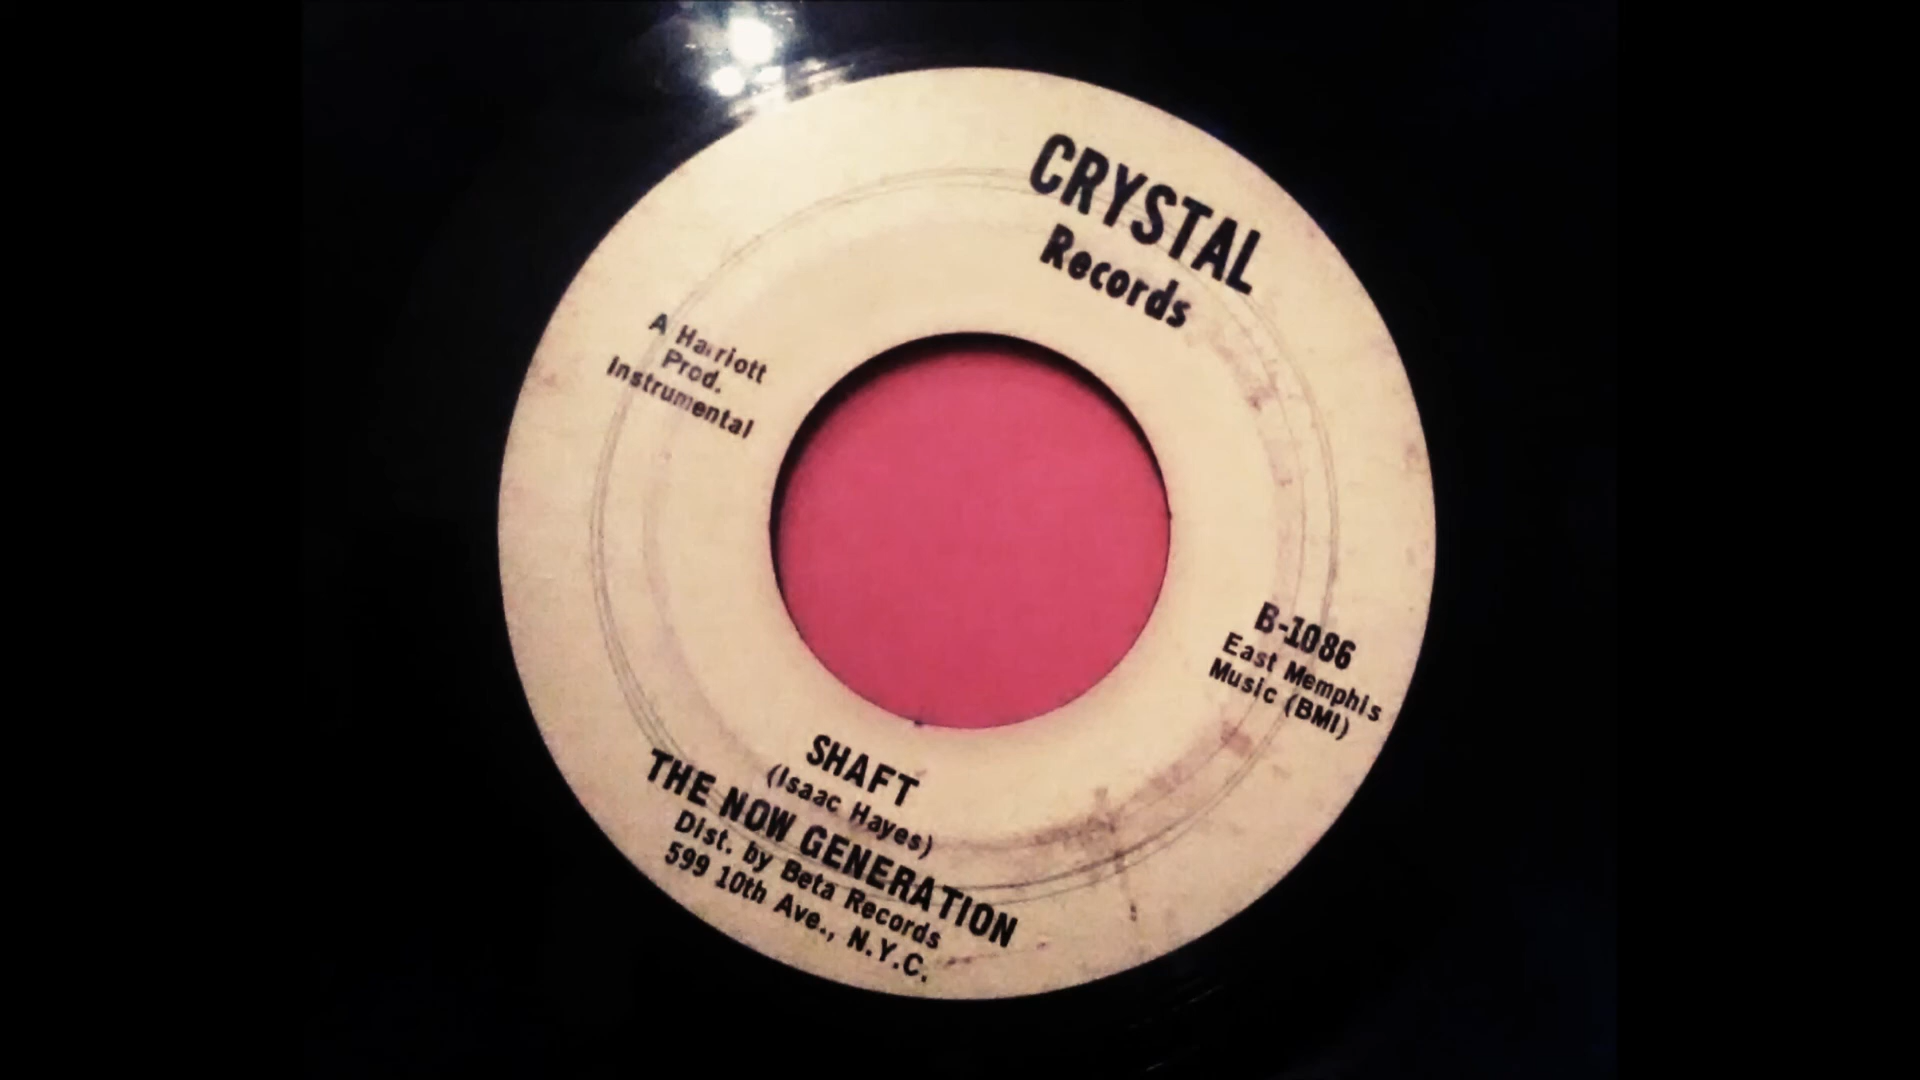 CRYSTAL
Records
A Harriott
Prod.
Instrumental
B-1086
East Memphis
Music (BMI)
SHAFT
(Isaac Hayes)
THE NOW GENERATION
Dist. by Beta Records
599 10th Ave., N.Y.C.